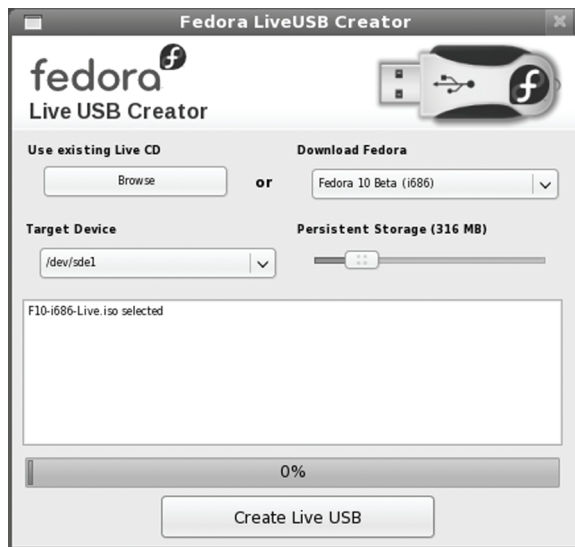 Fedora LiveUSB Creator
fedora
Live USB Creator
Use existing Live CD
Download Fedora
Browse
or
Fedora 10 Beta (i686)
Target Device
Persistent Storage (316 MB)
/dev/sde1
F10-i686-Live.iso selected
0%
Create Live USB